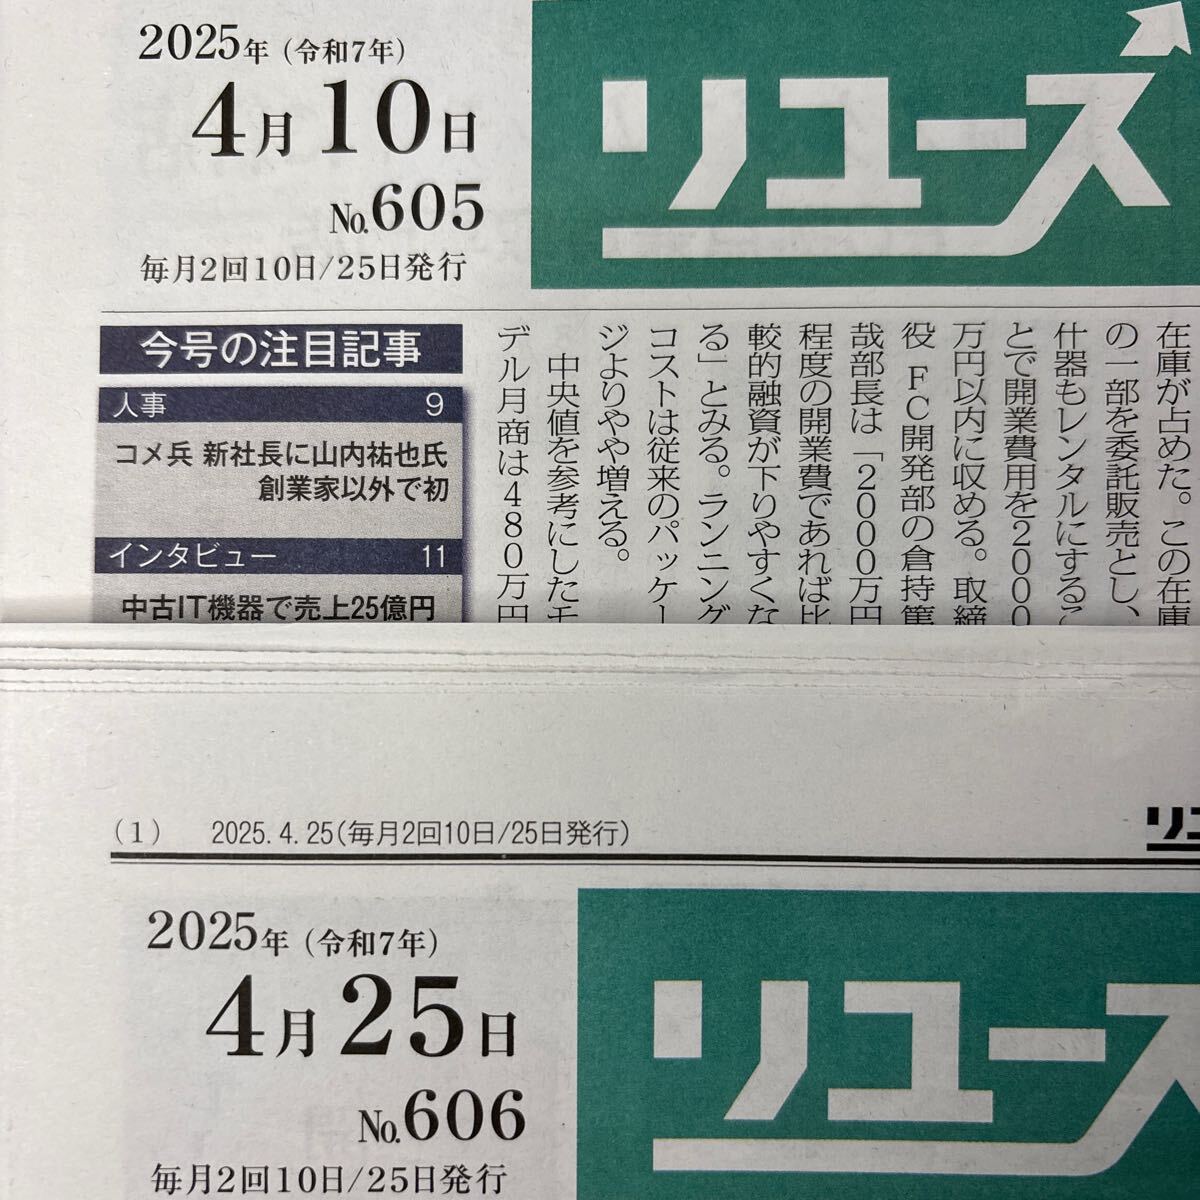 2025年（令和7年）
4月10日
No.605
毎月2回10日/25日発行
リユース
今号の注目記事
人事 9
コメ兵 新社長に山内祐也氏
創業家以外で初
インタビュー 11
中古IT機器で売上25億円
在庫が占めた。この在庫
の一部を委託販売とし、
什器もレンタルにするこ
とで開業費用を2000
万円以内に収める。取締
役 FC開発部の倉持篤
哉部長は「2000万円
程度の開業費であれば比
較的融資が下りやすくな
る」とみる。ランニング
コストは従来のパッケー
ジよりやや増える。
中央値を参考にしたモ
デル月商は480万円
（1） 2025.4.25(毎月2回10日/25日発行)
リユ
2025年（令和7年）
4月25日
No.606
毎月2回10日/25日発行
リユース